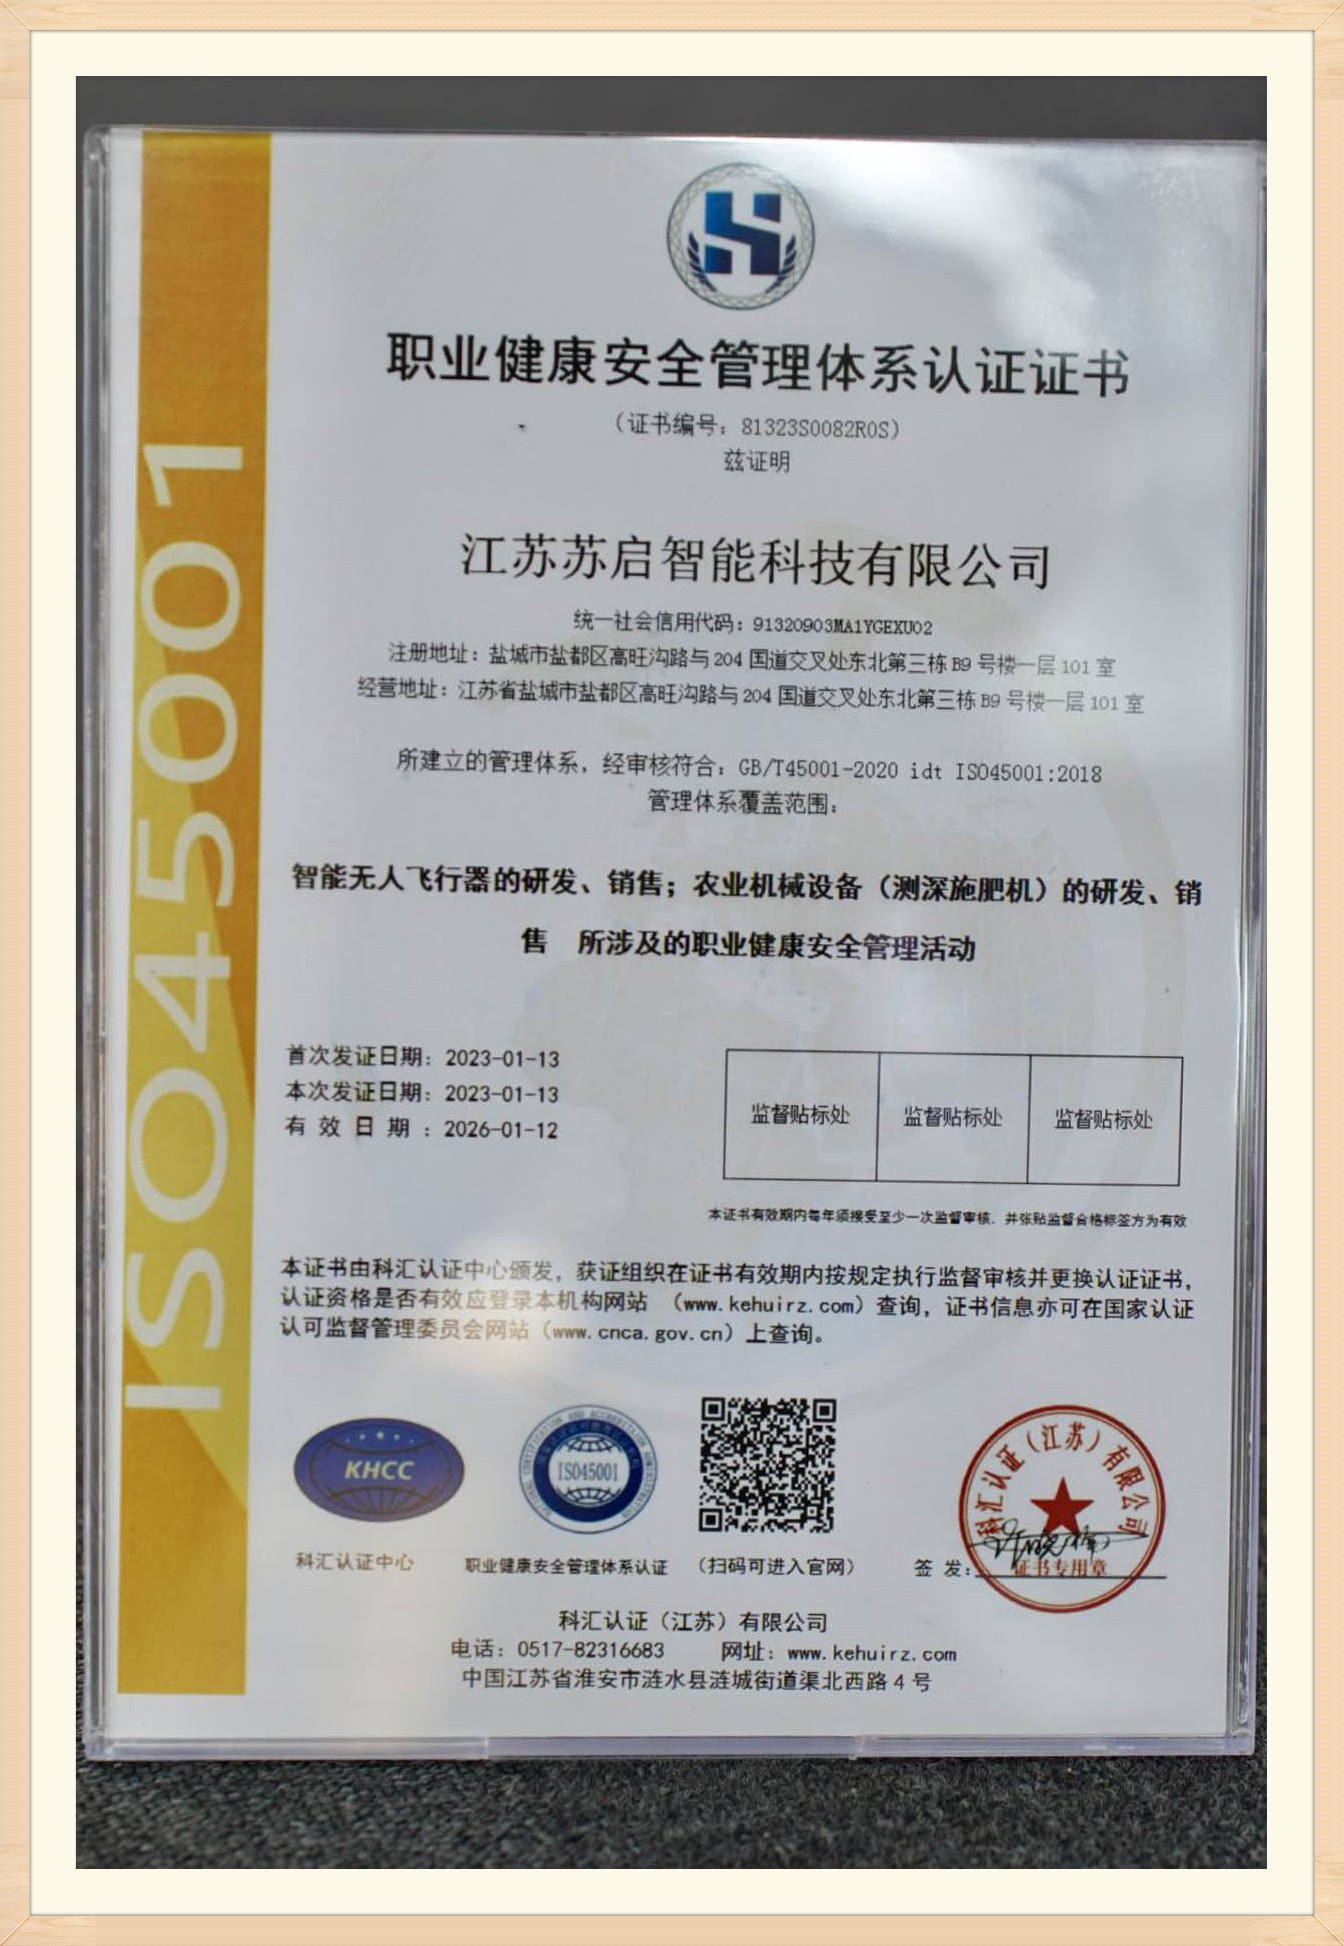 ISO45001
职业健康安全管理体系认证证书
（证书编号：81323S0082R0S）
兹证明
江苏苏启智能科技有限公司
统一社会信用代码：91320903MA1YGEXU02
注册地址：盐城市盐都区高旺沟路与 204 国道交叉处东北第三栋 B9 号楼一层 101 室
经营地址：江苏省盐城市盐都区高旺沟路与 204 国道交叉处东北第三栋 B9 号楼一层 101 室
所建立的管理体系，经审核符合：GB/T45001-2020 idt ISO45001:2018
管理体系覆盖范围：
智能无人飞行器的研发、销售；农业机械设备（测深施肥机）的研发、销
售 所涉及的职业健康安全管理活动
首次发证日期：2023-01-13
本次发证日期：2023-01-13
有 效 日 期 ：2026-01-12
监督贴标处 监督贴标处 监督贴标处
本证书有效期内每年须接受至少一次监督审核，并张贴监督合格标签方为有效
本证书由科汇认证中心颁发，获证组织在证书有效期内按规定执行监督审核并更换认证证书，
认证资格是否有效应登录本机构网站 （www.kehuirz.com）查询，证书信息亦可在国家认证
认可监督管理委员会网站（www.cnca.gov.cn）上查询。
KHCC
ISO45001
科汇认证（江苏）有限公司
证书专用章
科汇认证中心 职业健康安全管理体系认证 （扫码可进入官网） 签 发：
科汇认证（江苏）有限公司
电话：0517-82316683 网址：www.kehuirz.com
中国江苏省淮安市涟水县涟城街道渠北西路 4 号